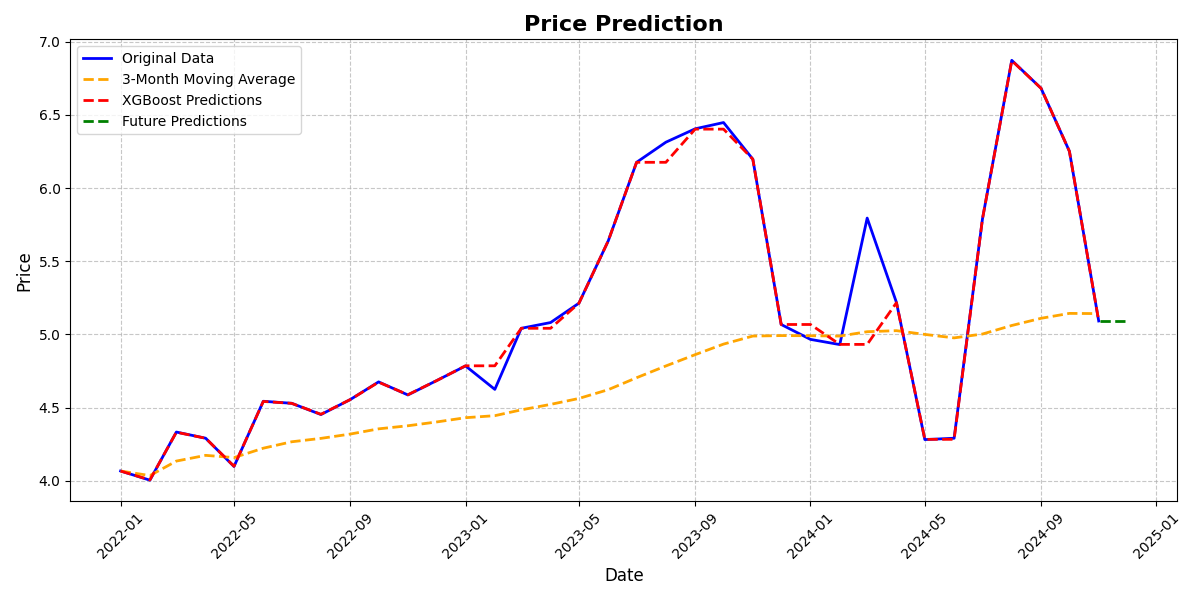 Price Prediction
Original Data
3-Month Moving Average
XGBoost Predictions
Future Predictions
7.0
6.5
6.0
5.5
5.0
4.5
4.0
Price
2022-01
2022-05
2022-09
2023-01
2023-05
2023-09
2024-01
2024-05
2024-09
2025-01
Date